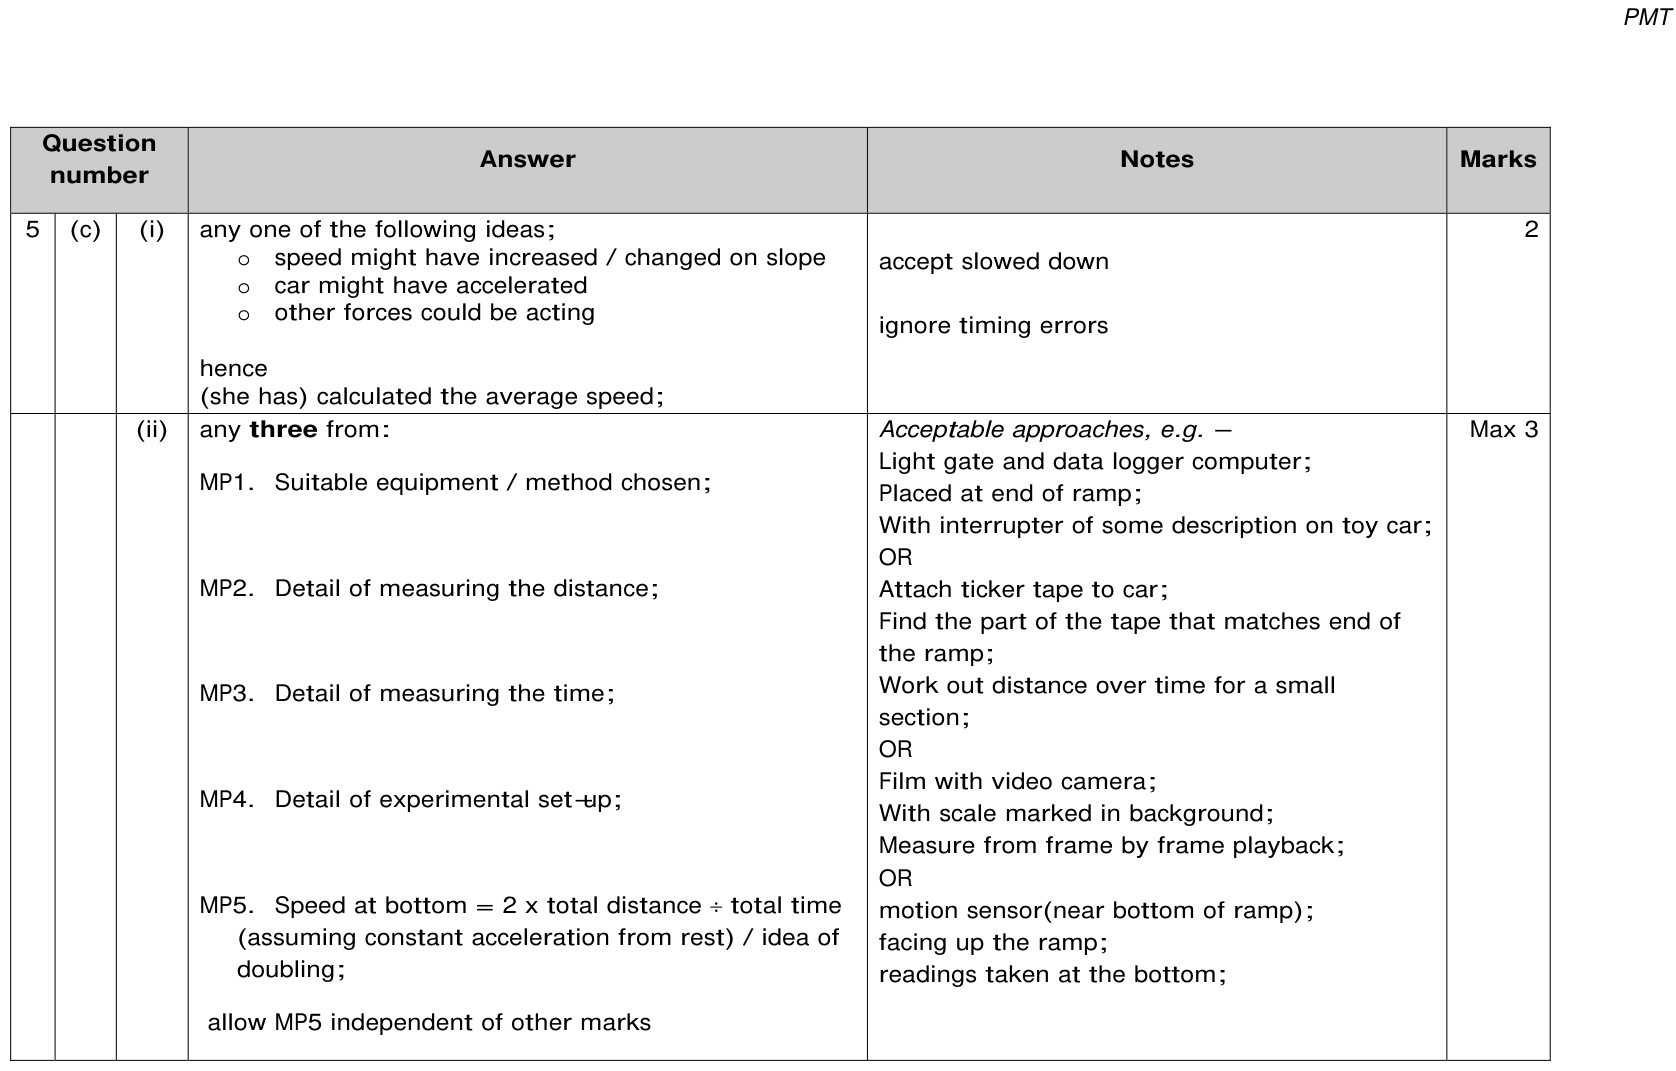 PMT
Question
number
Answer
Notes
Marks
5
(c)
(i)
any one of the following ideas;
o speed might have increased / changed on slope
o car might have accelerated
o other forces could be acting
hence
(she has) calculated the average speed;
accept slowed down
ignore timing errors
2
(ii)
any three from:
MP1. Suitable equipment / method chosen;
MP2. Detail of measuring the distance;
MP3. Detail of measuring the time;
MP4. Detail of experimental set-up;
MP5. Speed at bottom = 2 x total distance ÷ total time
(assuming constant acceleration from rest) / idea of
doubling;
allow MP5 independent of other marks
Acceptable approaches, e.g. —
Light gate and data logger computer;
Placed at end of ramp;
With interrupter of some description on toy car;
OR
Attach ticker tape to car;
Find the part of the tape that matches end of
the ramp;
Work out distance over time for a small
section;
OR
Film with video camera;
With scale marked in background;
Measure from frame by frame playback;
OR
motion sensor(near bottom of ramp);
facing up the ramp;
readings taken at the bottom;
Max 3